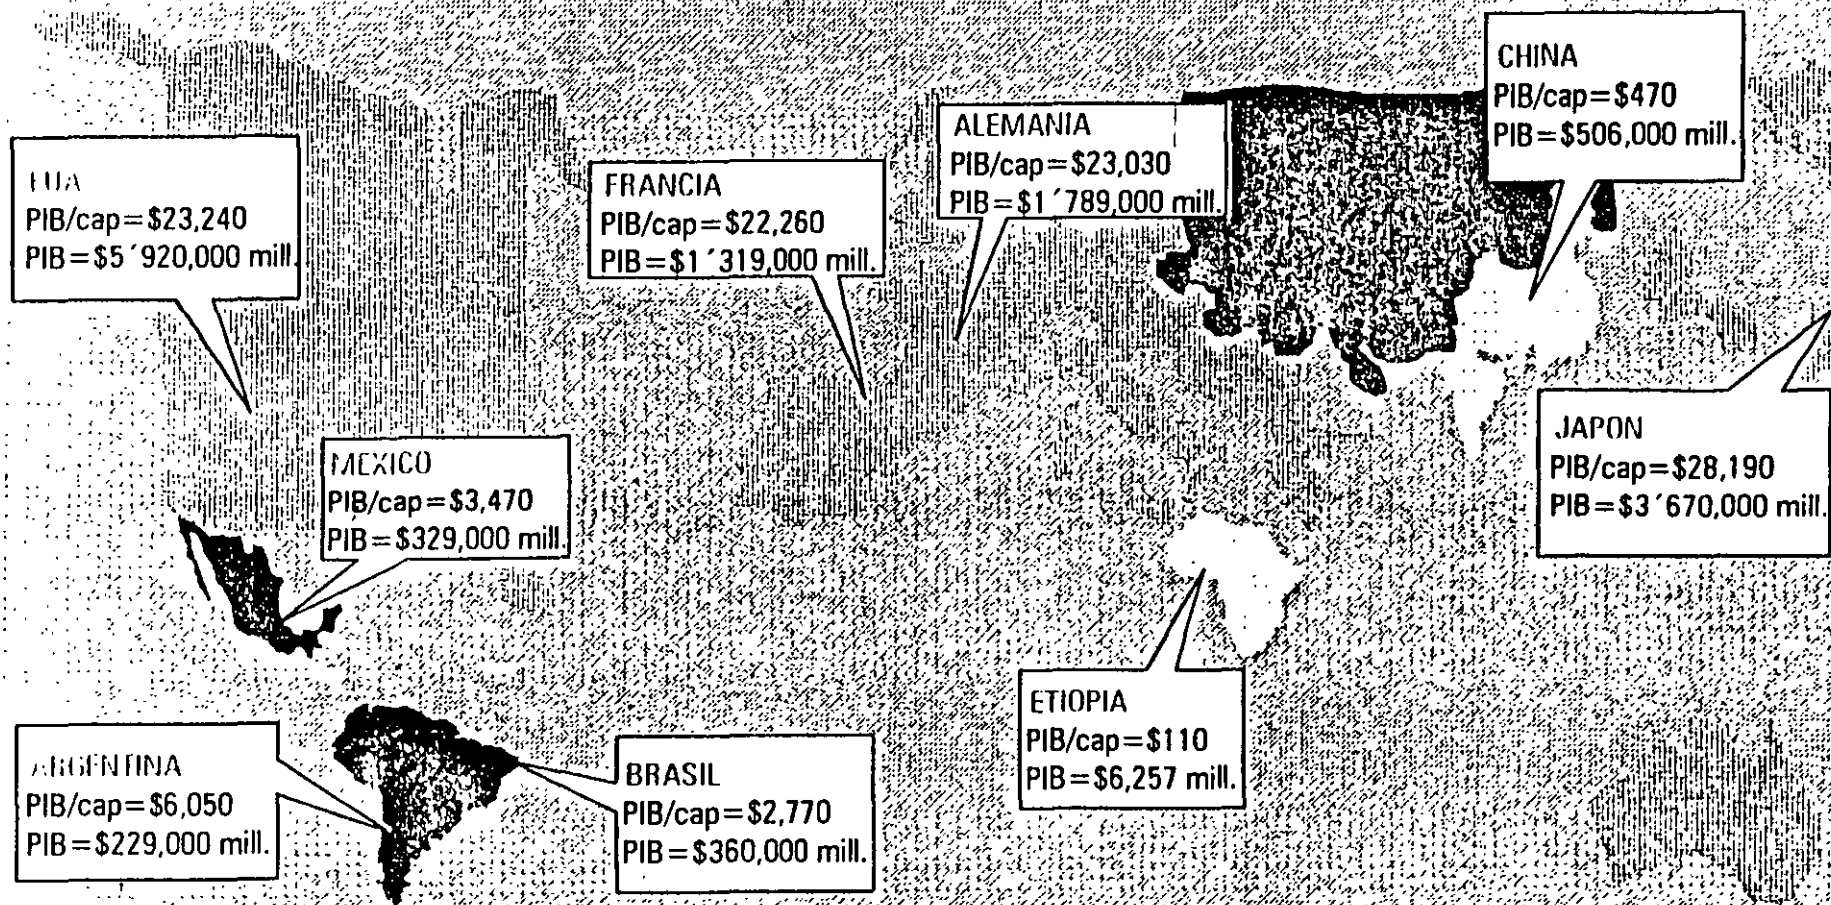 EUA
PIB/cap=$23,240
PIB=$5´920,000 mill.
FRANCIA
PIB/cap=$22,260
PIB=$1´319,000 mill.
ALEMANIA
PIB/cap=$23,030
PIB=$1´789,000 mill.
CHINA
PIB/cap=$470
PIB=$506,000 mill.
MEXICO
PIB/cap=$3,470
PIB=$329,000 mill.
JAPON
PIB/cap=$28,190
PIB=$3´670,000 mill.
ARGENTINA
PIB/cap=$6,050
PIB=$229,000 mill.
BRASIL
PIB/cap=$2,770
PIB=$360,000 mill.
ETIOPIA
PIB/cap=$110
PIB=$6,257 mill.